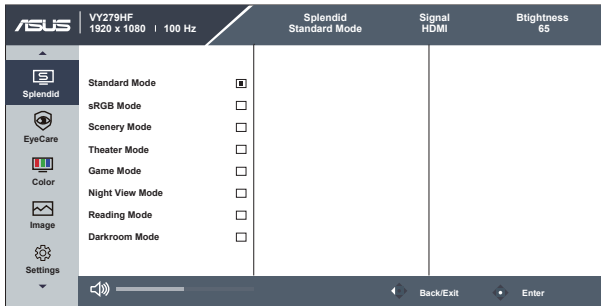 ASUS
VY279HF
1920 x 1080 | 100 Hz
Splendid
Standard Mode
Signal
HDMI
Btightness
65
S
Splendid
EyeCare
Color
Image
Settings
Standard Mode
sRGB Mode
Scenery Mode
Theater Mode
Game Mode
Night View Mode
Reading Mode
Darkroom Mode
Back/Exit
Enter